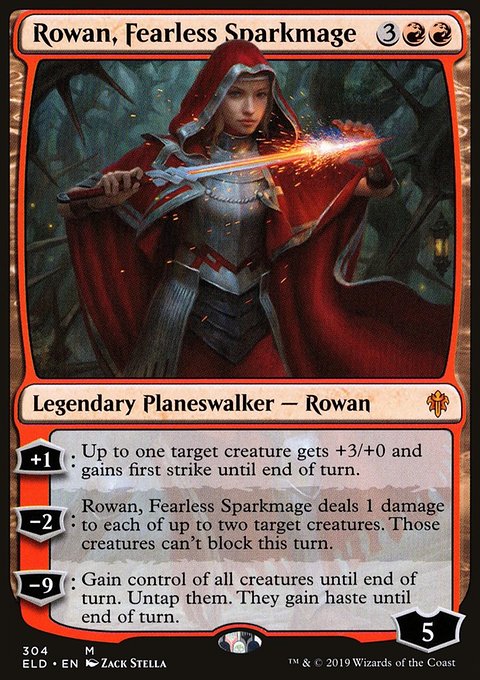 Rowan, Fearless Sparkmage 3
Legendary Planeswalker — Rowan
+1: Up to one target creature gets +3/+0 and
gains first strike until end of turn.
-2: Rowan, Fearless Sparkmage deals 1 damage
to each of up to two target creatures. Those
creatures can't block this turn.
-9: Gain control of all creatures until end of
turn. Untap them. They gain haste until
end of turn.
5
304 M
ELD • EN Zack Stella
™ & © 2019 Wizards of the Coast